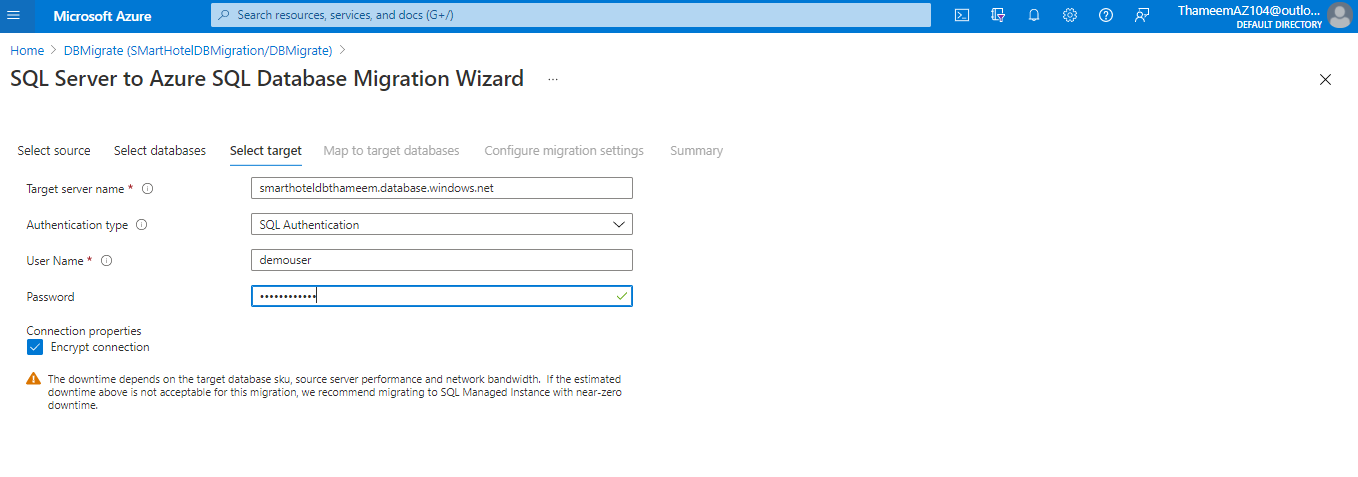 Microsoft Azure
Search resources, services, and docs (G+/)
ThameemAZ104@outlo...
DEFAULT DIRECTORY
Home > DBMigrate (SMartHotelDBMigration/DBMigrate) >
SQL Server to Azure SQL Database Migration Wizard ...
Select source Select databases Select target Map to target databases Configure migration settings Summary
Target server name * smarthoteldbthameem.database.windows.net
Authentication type SQL Authentication
User Name * demouser
Password ••••••••••••
Connection properties
Encrypt connection
The downtime depends on the target database sku, source server performance and network bandwidth. If the estimated
downtime above is not acceptable for this migration, we recommend migrating to SQL Managed Instance with near-zero
downtime.